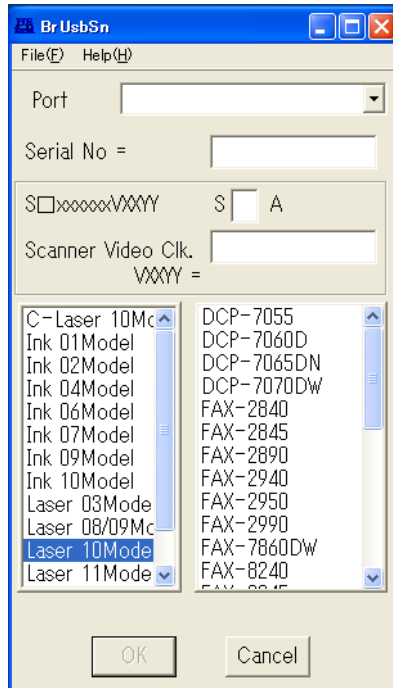 BrUsbSn
File(F) Help(H)
Port
Serial No =
S□xxxxxxVXXYY S A
Scanner Video Clk.
VXXYY =
C-Laser 10Mo
Ink 01Model
Ink 02Model
Ink 04Model
Ink 06Model
Ink 07Model
Ink 09Model
Ink 10Model
Laser 03Mode
Laser 08/09Mo
Laser 10Mode
Laser 11Mode
DCP-7055
DCP-7060D
DCP-7065DN
DCP-7070DW
FAX-2840
FAX-2845
FAX-2890
FAX-2940
FAX-2950
FAX-2990
FAX-7860DW
FAX-8240
OK Cancel